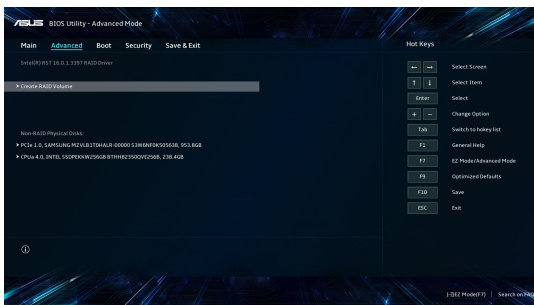 ASUS BIOS Utility - Advanced Mode
Main Advanced Boot Security Save & Exit
Hot Keys
Intel(R) RST 16.0.1.3397 RAID Driver
Create RAID Volume
Non-RAID Physical Disks:
PCIe 1.0, SAMSUNG MZVLB1T0HALR-00000 S3W6NF0K505638, 953.8GB
CPUa 4.0, INTEL SSDPEKKW256GB BTHH82350QVE256B, 238.4GB
← → Select Screen
↑ ↓ Select Item
Enter Select
+ − Change Option
Tab Switch to hokey list
F1 General Help
F7 EZ Mode/Advanced Mode
F9 Optimized Defaults
F10 Save
ESC Exit
EZ Mode(F7) | Search on FAQ